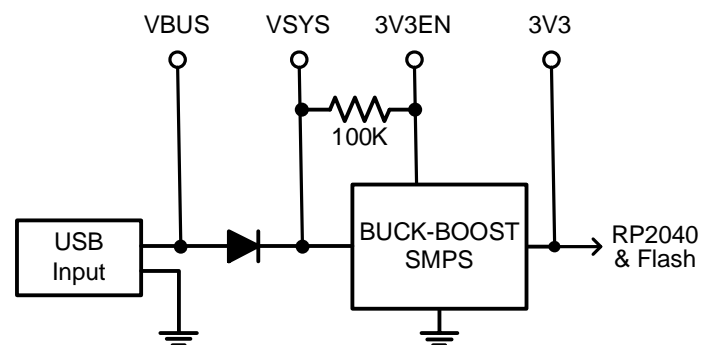 VBUS
VSYS
3V3EN
3V3
100K
USB
Input
BUCK-BOOST
SMPS
RP2040
& Flash